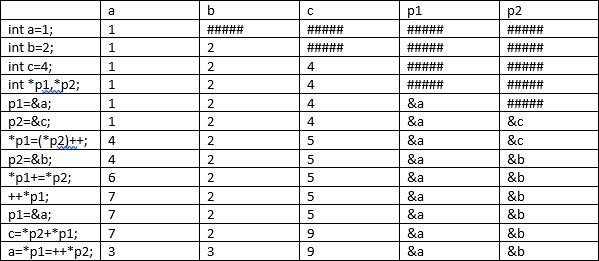 a b c p1 p2
int a=1; 1 ##### ##### ##### #####
int b=2; 1 2 ##### ##### #####
int c=4; 1 2 4 ##### #####
int *p1,*p2; 1 2 4 ##### #####
p1=&a; 1 2 4 &a #####
p2=&c; 1 2 4 &a &c
*p1=(*p2)++; 4 2 5 &a &c
p2=&b; 4 2 5 &a &b
*p1+=*p2; 6 2 5 &a &b
++*p1; 7 2 5 &a &b
p1=&a; 7 2 5 &a &b
c=*p2+*p1; 7 2 9 &a &b
a=*p1=++*p2; 3 3 9 &a &b